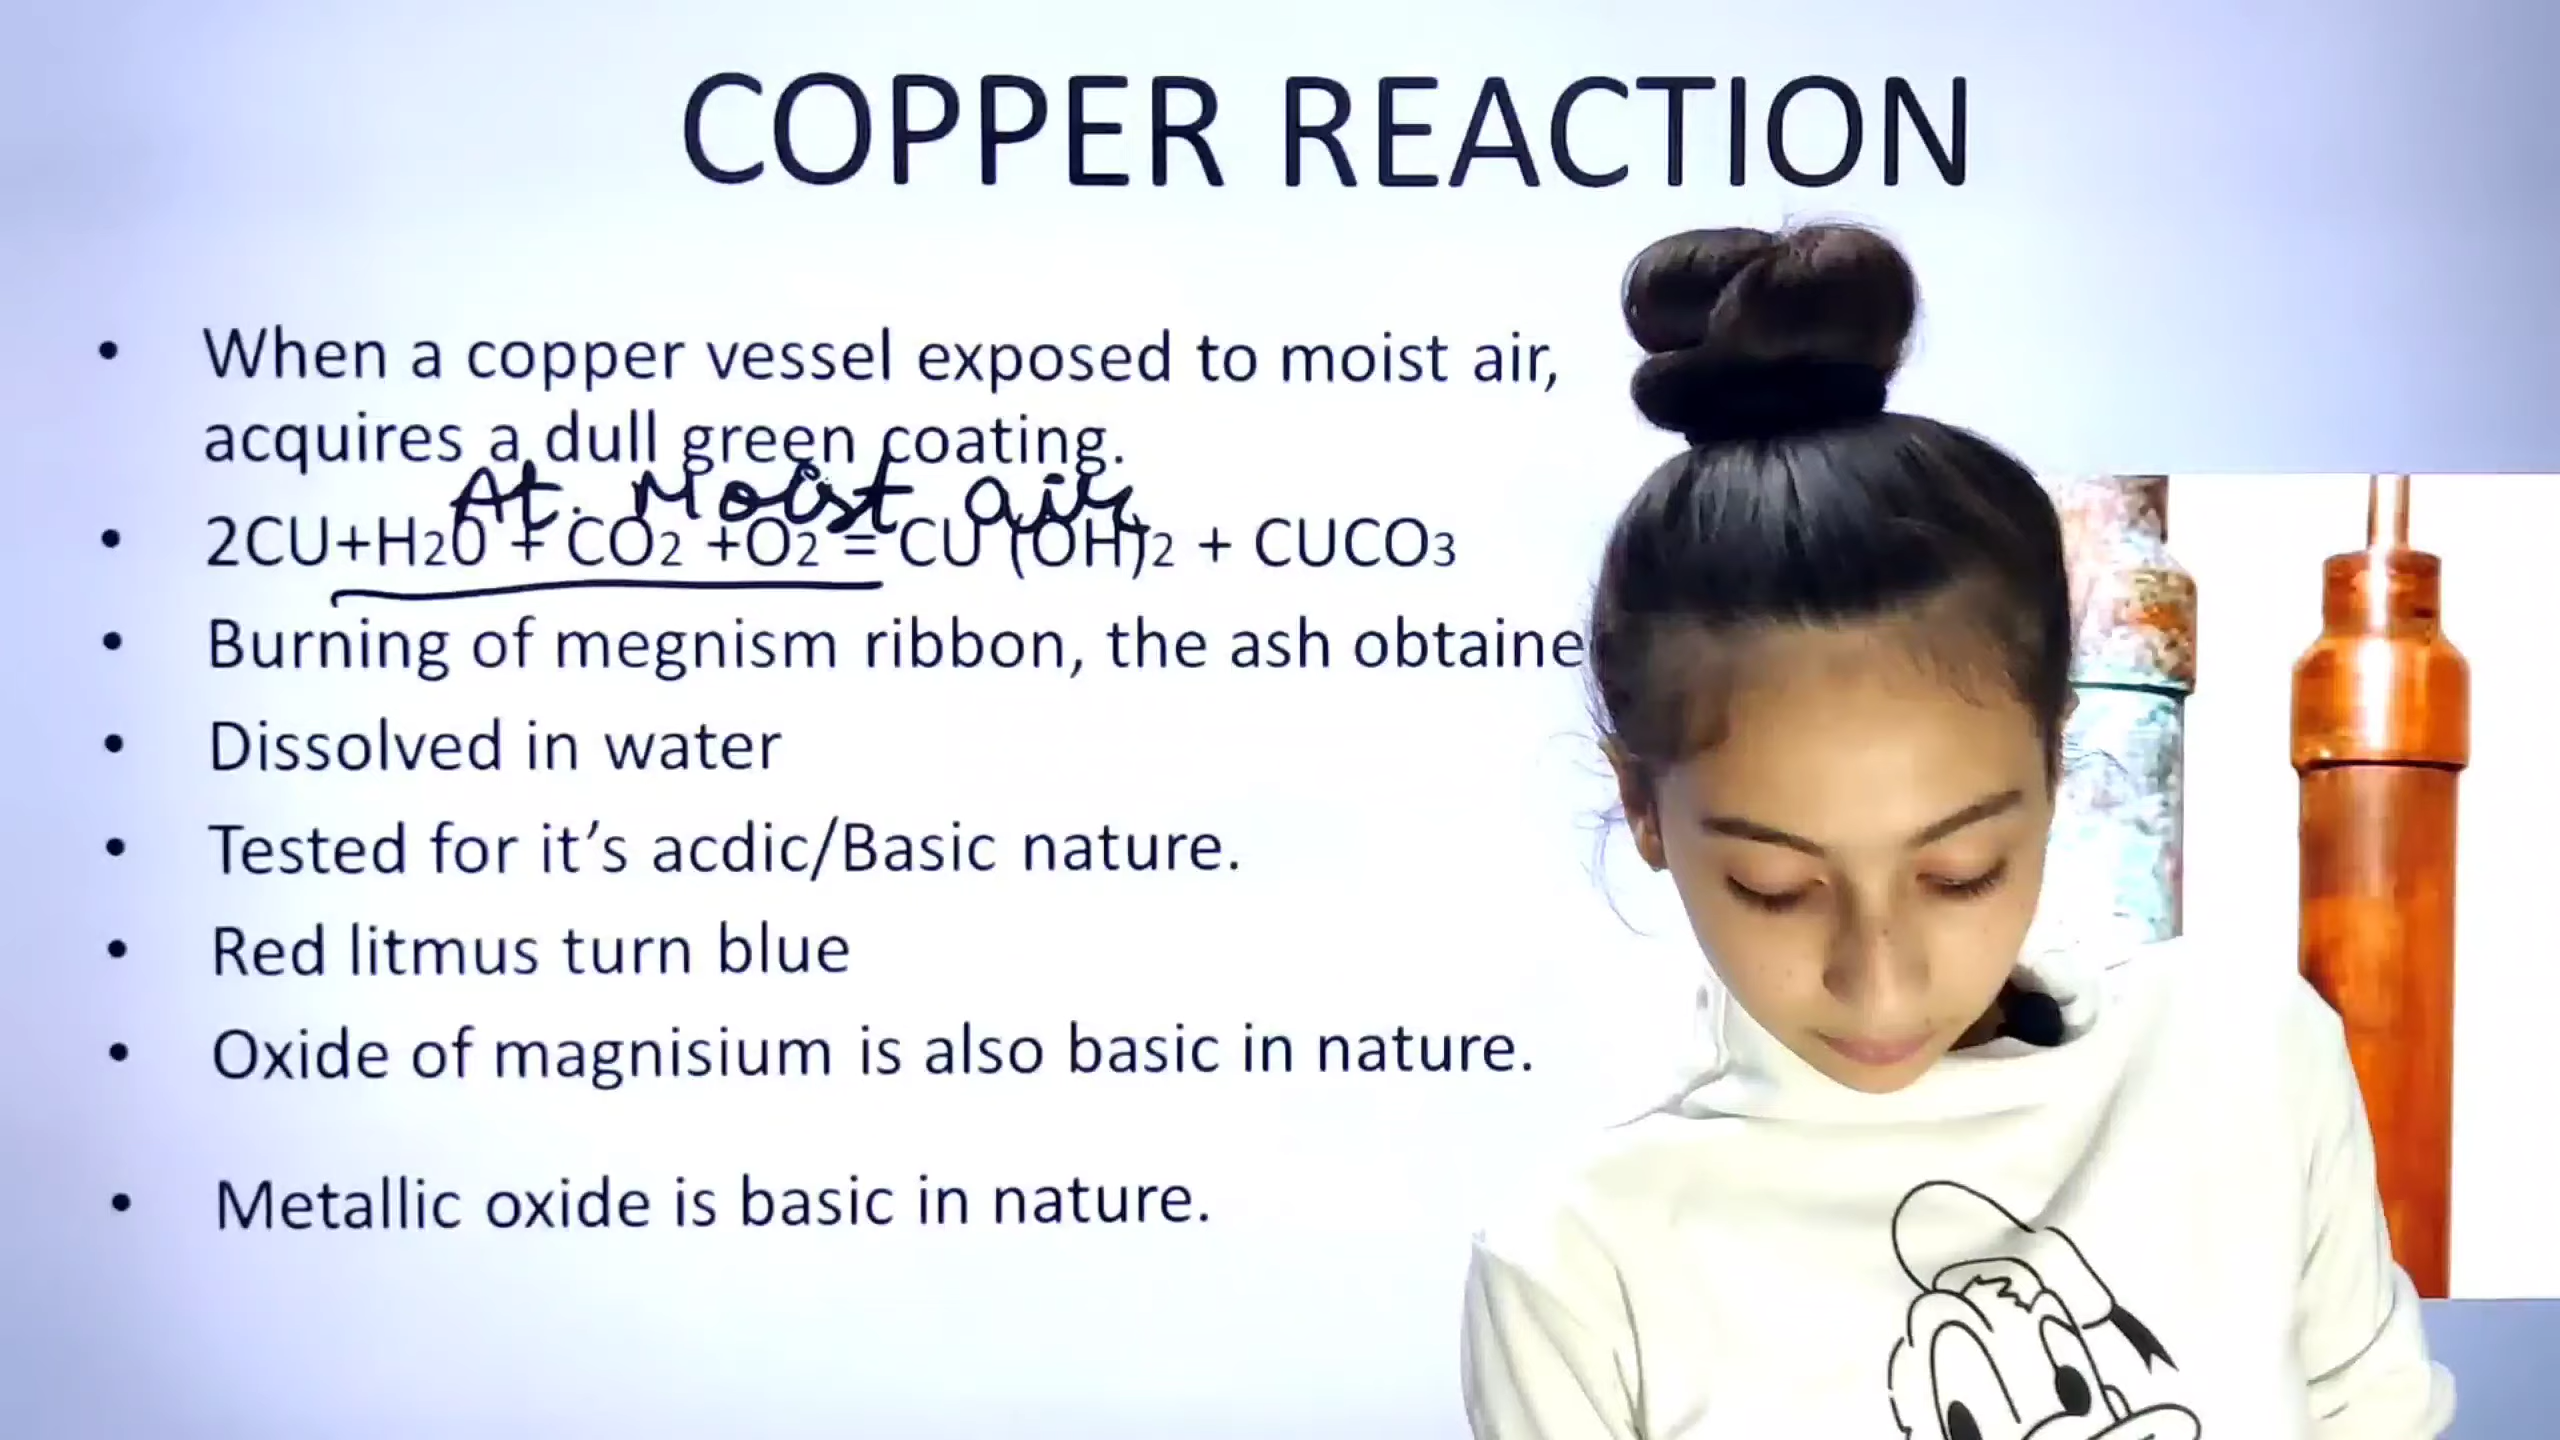 COPPER REACTION
• When a copper vessel exposed to moist air,
acquires a dull green coating.
At Moist air
• 2CU+H2O + CO2 +O2 = CU (OH)2 + CUCO3
• Burning of megnism ribbon, the ash obtaine
• Dissolved in water
• Tested for it’s acdic/Basic nature.
• Red litmus turn blue
• Oxide of magnisium is also basic in nature.
• Metallic oxide is basic in nature.